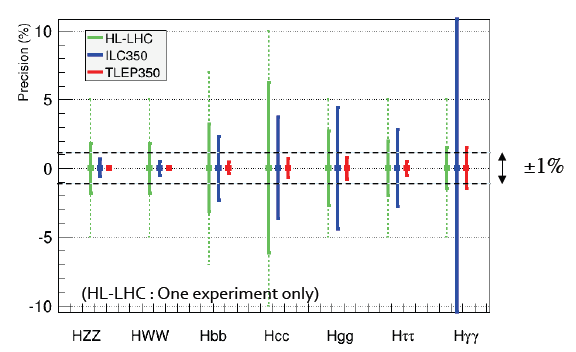 Precision (%)
10
5
0
-5
-10
HL-LHC
ILC350
TLEP350
±1%
(HL-LHC : One experiment only)
HZZ HWW Hbb Hcc Hgg Hττ Hγγ